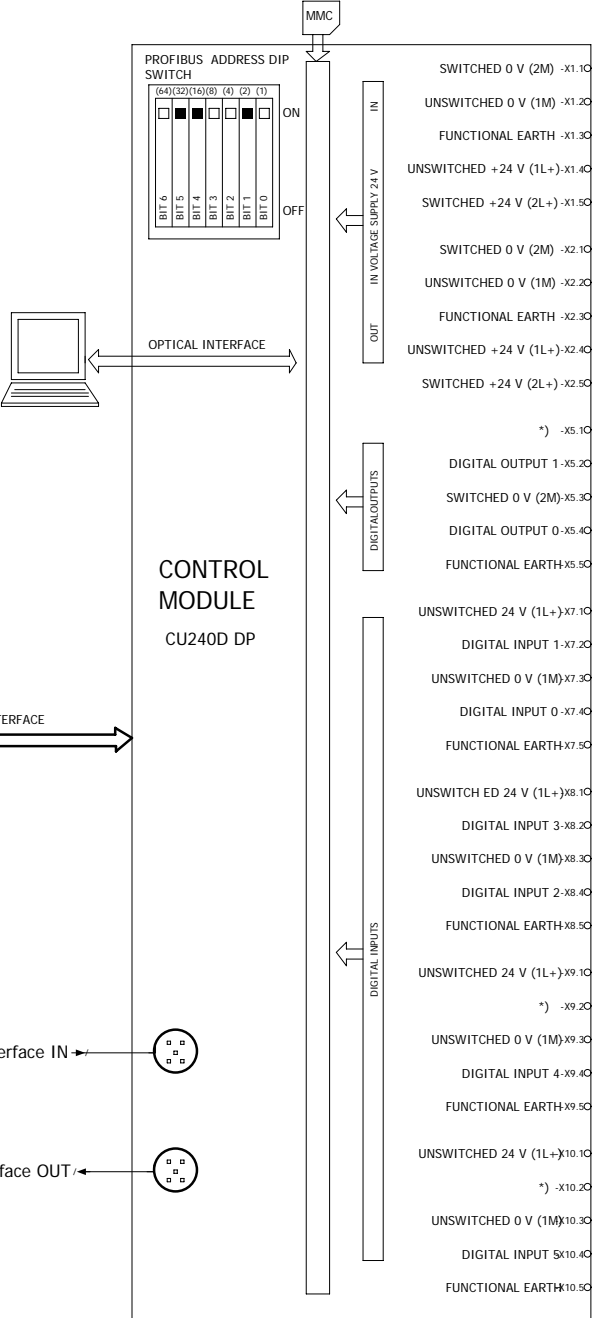 MMC
PROFIBUS ADDRESS DIP
SWITCH
(64)(32)(16)(8) (4) (2) (1)
ON
BIT 6
BIT 5
BIT 4
BIT 3
BIT 2
BIT 1
BIT 0
OFF
IN
IN VOLTAGE SUPPLY 24 V
OUT
SWITCHED 0 V (2M) -X1.1
UNSWITCHED 0 V (1M) -X1.2
FUNCTIONAL EARTH -X1.3
UNSWITCHED +24 V (1L+)-X1.4
SWITCHED +24 V (2L+) -X1.5
SWITCHED 0 V (2M) -X2.1
UNSWITCHED 0 V (1M) -X2.2
FUNCTIONAL EARTH -X2.3
UNSWITCHED +24 V (1L+)-X2.4
SWITCHED +24 V (2L+) -X2.5
OPTICAL INTERFACE
DIGITALOUTPUTS
*) -X5.1
DIGITAL OUTPUT 1-X5.2
SWITCHED 0 V (2M)-X5.3
DIGITAL OUTPUT 0-X5.4
FUNCTIONAL EARTH-X5.5
CONTROL
MODULE
CU240D DP
TERFACE
DIGITAL INPUTS
UNSWITCHED 24 V (1L+)-X7.1
DIGITAL INPUT 1-X7.2
UNSWITCHED 0 V (1M)-X7.3
DIGITAL INPUT 0-X7.4
FUNCTIONAL EARTH-X7.5
UNSWITCH ED 24 V (1L+)-X8.1
DIGITAL INPUT 3-X8.2
UNSWITCHED 0 V (1M)-X8.3
DIGITAL INPUT 2-X8.4
FUNCTIONAL EARTH-X8.5
UNSWITCHED 24 V (1L+)-X9.1
*) -X9.2
UNSWITCHED 0 V (1M)-X9.3
DIGITAL INPUT 4-X9.4
FUNCTIONAL EARTH-X9.5
UNSWITCHED 24 V (1L+)-X10.1
*) -X10.2
UNSWITCHED 0 V (1M)-X10.3
DIGITAL INPUT 5-X10.4
FUNCTIONAL EARTH-X10.5
erface IN
face OUT